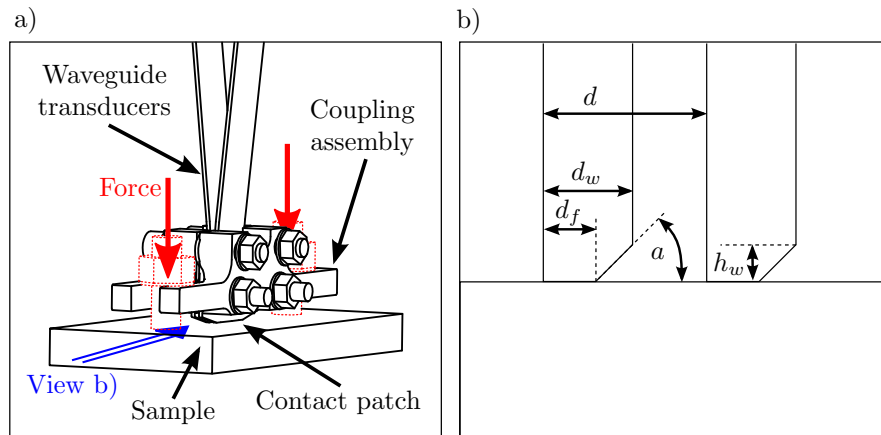 a)
Waveguide
transducers
Coupling
assembly
Force
View b)
Sample
Contact patch
b)
d
d_w
d_f
a
h_w